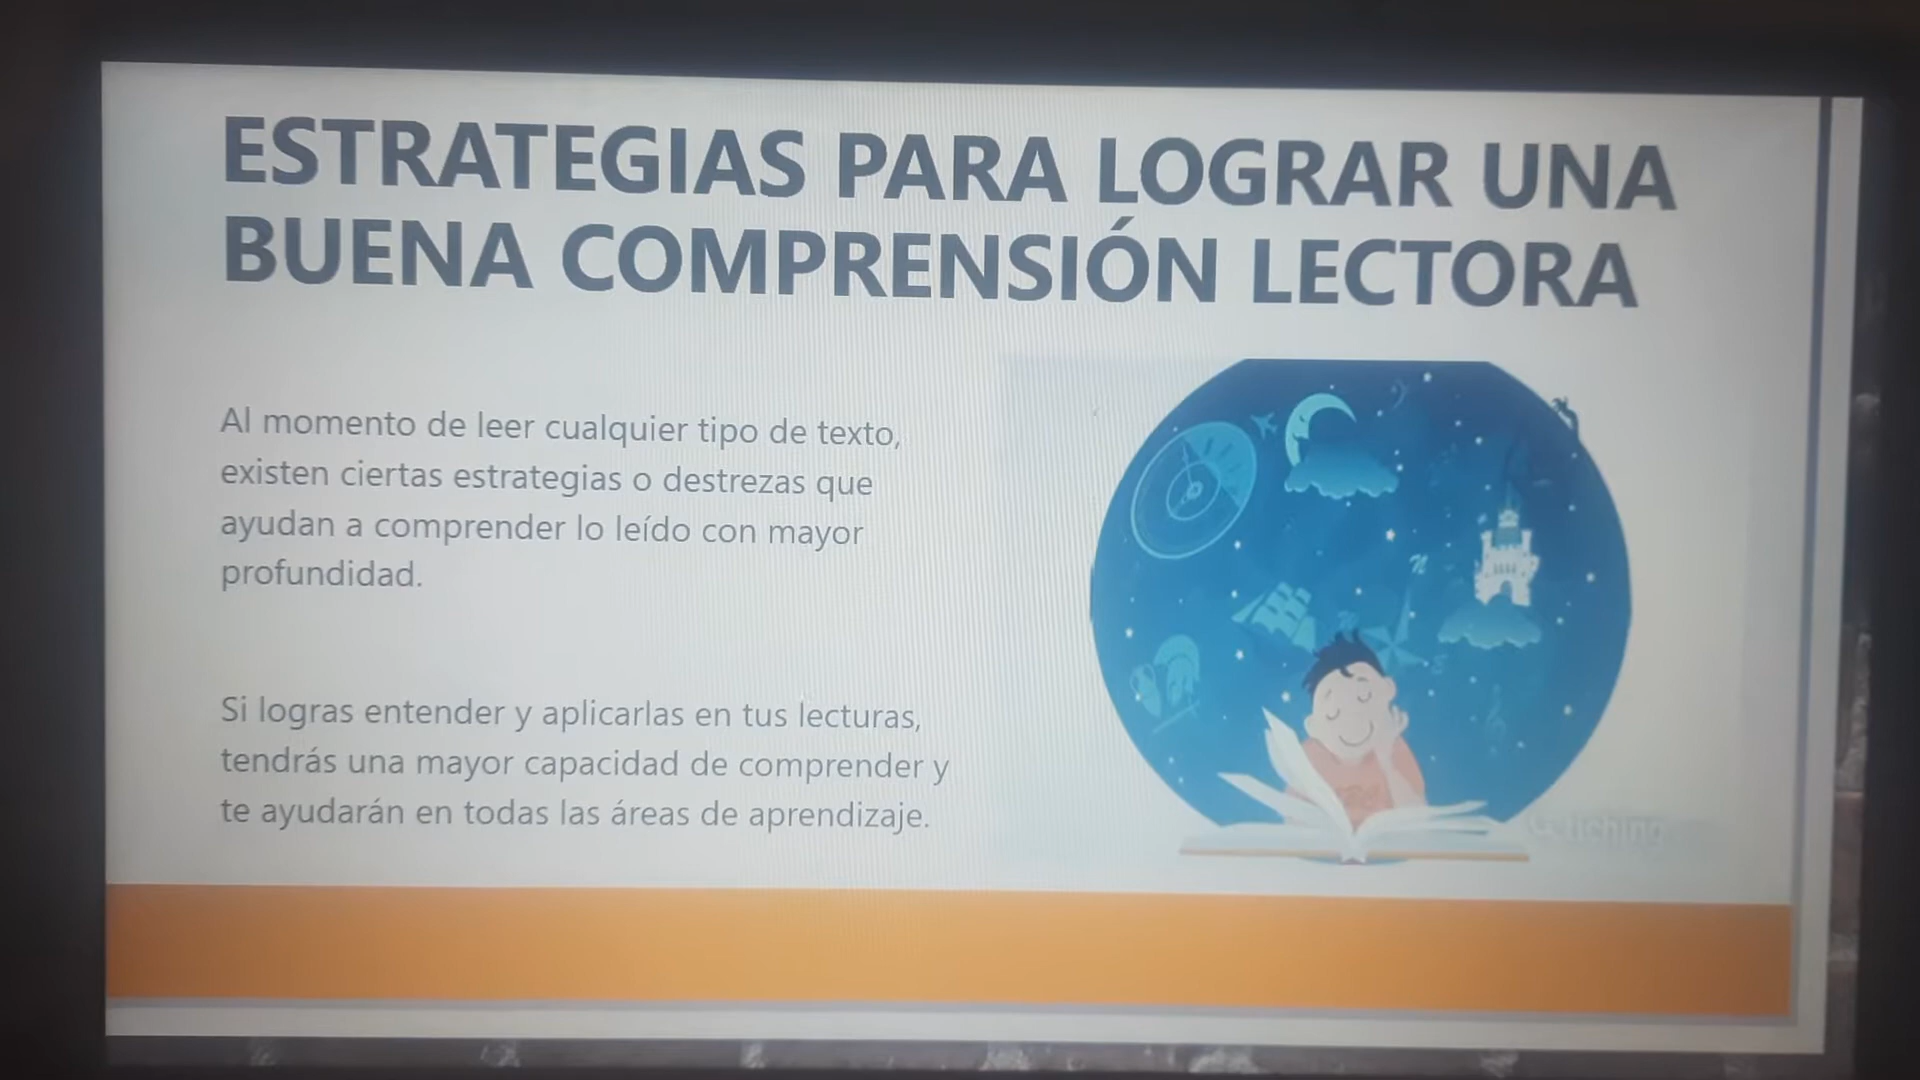 ESTRATEGIAS PARA LOGRAR UNA
BUENA COMPRENSIÓN LECTORA
Al momento de leer cualquier tipo de texto,
existen ciertas estrategias o destrezas que
ayudan a comprender lo leído con mayor
profundidad.
Si logras entender y aplicarlas en tus lecturas,
tendrás una mayor capacidad de comprender y
te ayudarán en todas las áreas de aprendizaje.